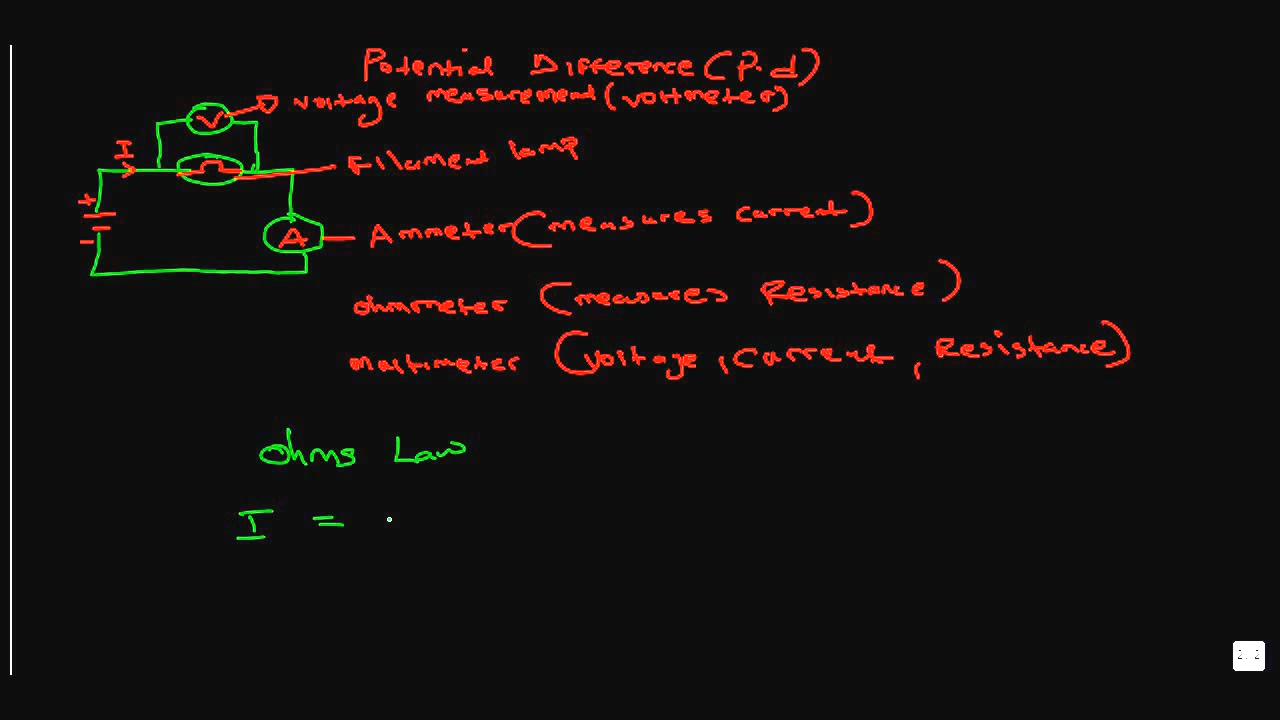 Potential Difference (P.d)
voltage measurement (voltmeter)
V
I
Filament lamp
+
-
A
Ammeter (measures current)
ohmmeter (measures Resistance)
multimeter (voltage, current, Resistance)
ohms Law
I =